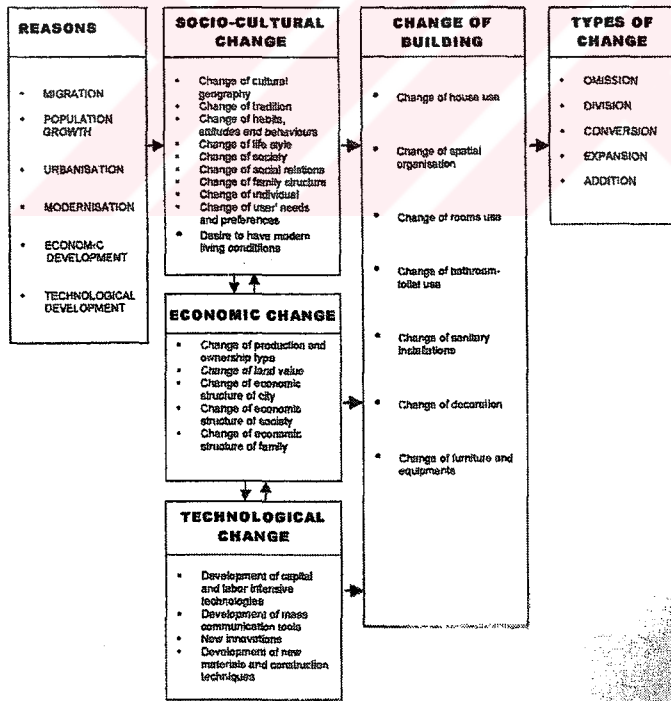 REASONS
MIGRATION
POPULATION
GROWTH
URBANISATION
MODERNISATION
ECONOMIC
DEVELOPMENT
TECHNOLOGICAL
DEVELOPMENT
SOCIO-CULTURAL
CHANGE
Change of cultural
geography
Change of tradition
Change of habits,
attitudes and behaviours
Change of life style
Change of society
Change of social relations
Change of family structure
Change of individual
Change of user' needs
and preferences
Desire to have modern
living conditions
ECONOMIC CHANGE
Change of production and
ownership type
Change of land value
Change of economic
structure of city
Change of economic
structure of society
Change of economic
structure of family
TECHNOLOGICAL
CHANGE
Development of capital
and labor intensive
technologies
Development of mass
communication tools
New innovations
Development of new
materials and construction
techniques
CHANGE OF
BUILDING
Change of house use
Change of spatial
organisation
Change of rooms use
Change of bathroom-
toilet use
Change of sanitary
installations
Change of decoration
Change of furniture and
equipments
TYPES OF
CHANGE
OMISSION
DIVISION
CONVERSION
EXPANSION
ADDITION